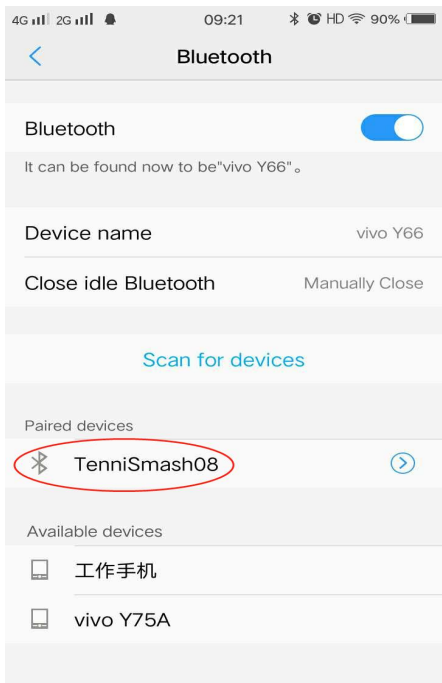 4G 2G 09:21 HD 90%
Bluetooth
Bluetooth
It can be found now to be"vivo Y66"。
Device name vivo Y66
Close idle Bluetooth Manually Close
Scan for devices
Paired devices
TenniSmash08
Available devices
工作手机
vivo Y75A